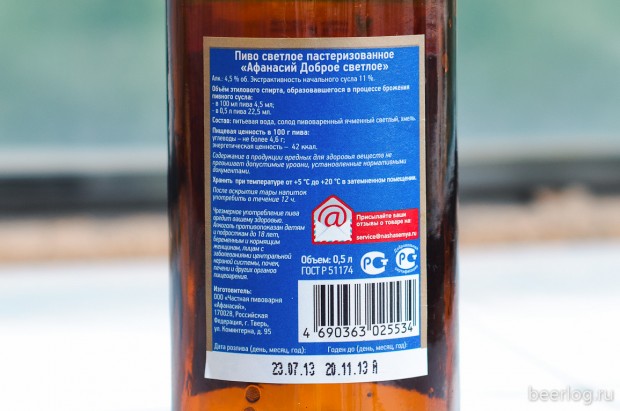 Пиво светлое пастеризованное
«Афанасий Доброе светлое»
Алк.: 4,5 % об. Экстрактивность начального сусла 11 %.
Объём этилового спирта, образовавшегося в процессе брожения
пивного сусла:
- в 100 мл пива 4,5 мл;
- в 0,5 л пива 22,5 мл.
Состав: питьевая вода, солод пивоваренный ячменный светлый, хмель.
Пищевая ценность в 100 г пива:
углеводы – не более 4,6 г;
энергетическая ценность – 42 ккал.
Содержание в продукции вредных для здоровья веществ не
превышает допустимые уровни, установленные нормативными
документами.
Хранить при температуре от +5 °С до +20 °С в затемненном помещении.
После вскрытия тары напиток
употребить в течение 12 ч.
Чрезмерное употребление пива
вредит вашему здоровью.
Алкоголь противопоказан детям
и подросткам до 18 лет,
беременным и кормящим
женщинам, лицам с
заболеваниями центральной
нервной системы, почек,
печени и других органов
пищеварения.
@
Присылайте ваши
отзывы о товаре на
service@nashasemya.ru
Объем: 0,5 л
ГОСТ Р 51174
Изготовитель:
ООО «Частная пивоварня
«Афанасий»,
170028, Российская
Федерация, г. Тверь,
ул. Коминтерна, д. 95
4 690363 025534
Дата розлива (день, месяц, год):
Годен до (день, месяц, год):
23.07.13 20.11.13 А
beerlog.ru